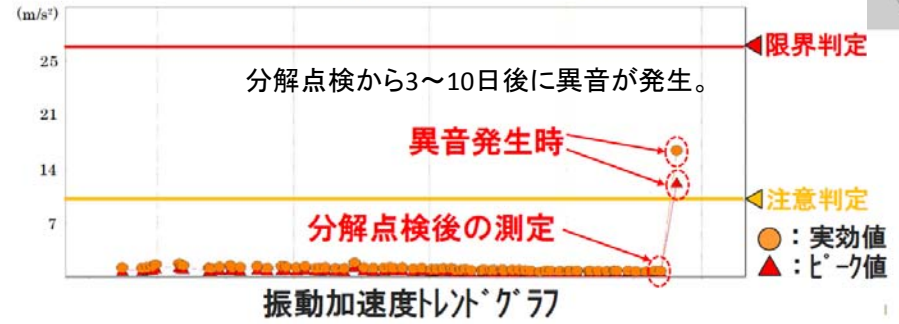 (m/s²)
限界判定
25
分解点検から3～10日後に異音が発生。
21
異音発生時
14
注意判定
7
分解点検後の測定
：実効値
：ピーク値
振動加速度トレンドグラフ
1